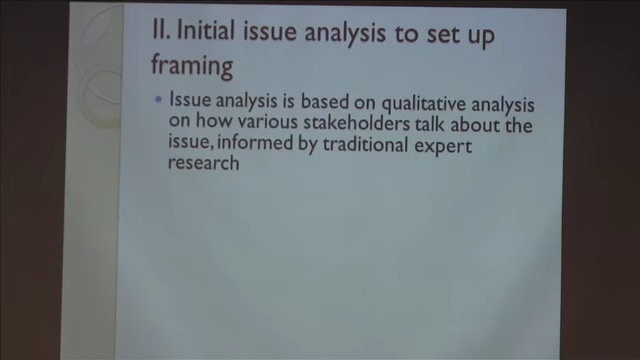 II. Initial issue analysis to set up
framing
• Issue analysis is based on qualitative analysis
on how various stakeholders talk about the
issue, informed by traditional expert
research